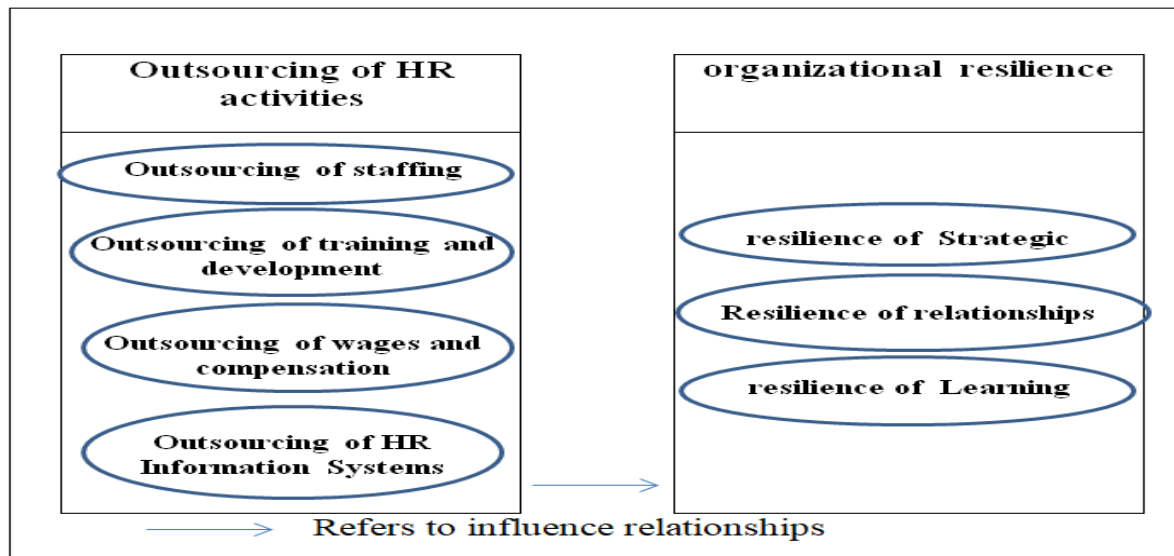 Outsourcing of HR
activities
Outsourcing of staffing
Outsourcing of training and
development
Outsourcing of wages and
compensation
Outsourcing of HR
Information Systems
organizational resilience
resilience of Strategic
Resilience of relationships
resilience of Learning
Refers to influence relationships